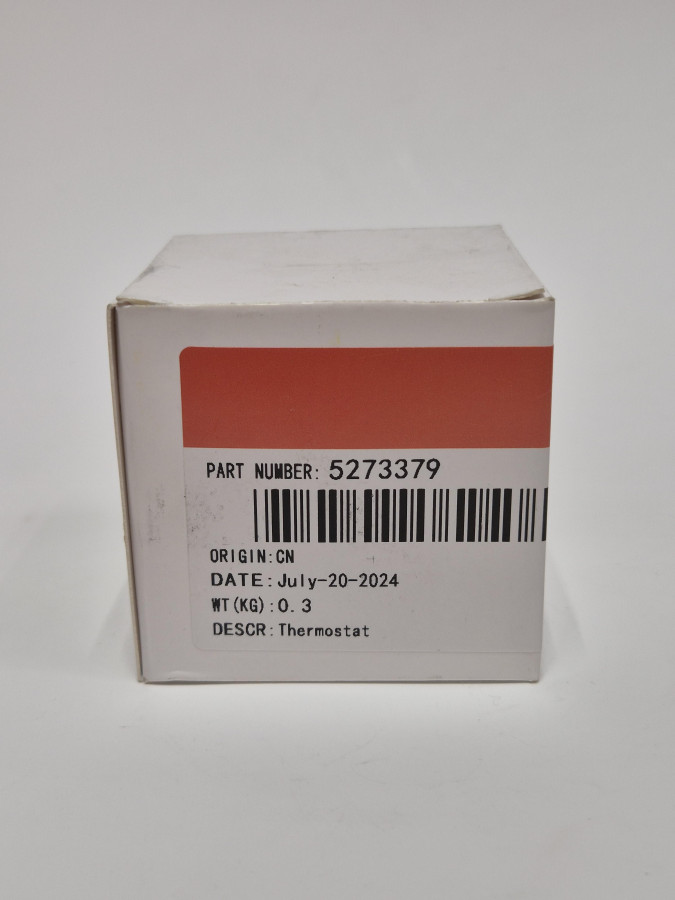 PART NUMBER: 5273379
ORIGIN:CN
DATE:July-20-2024
WT(KG):0.3
DESCR:Thermostat